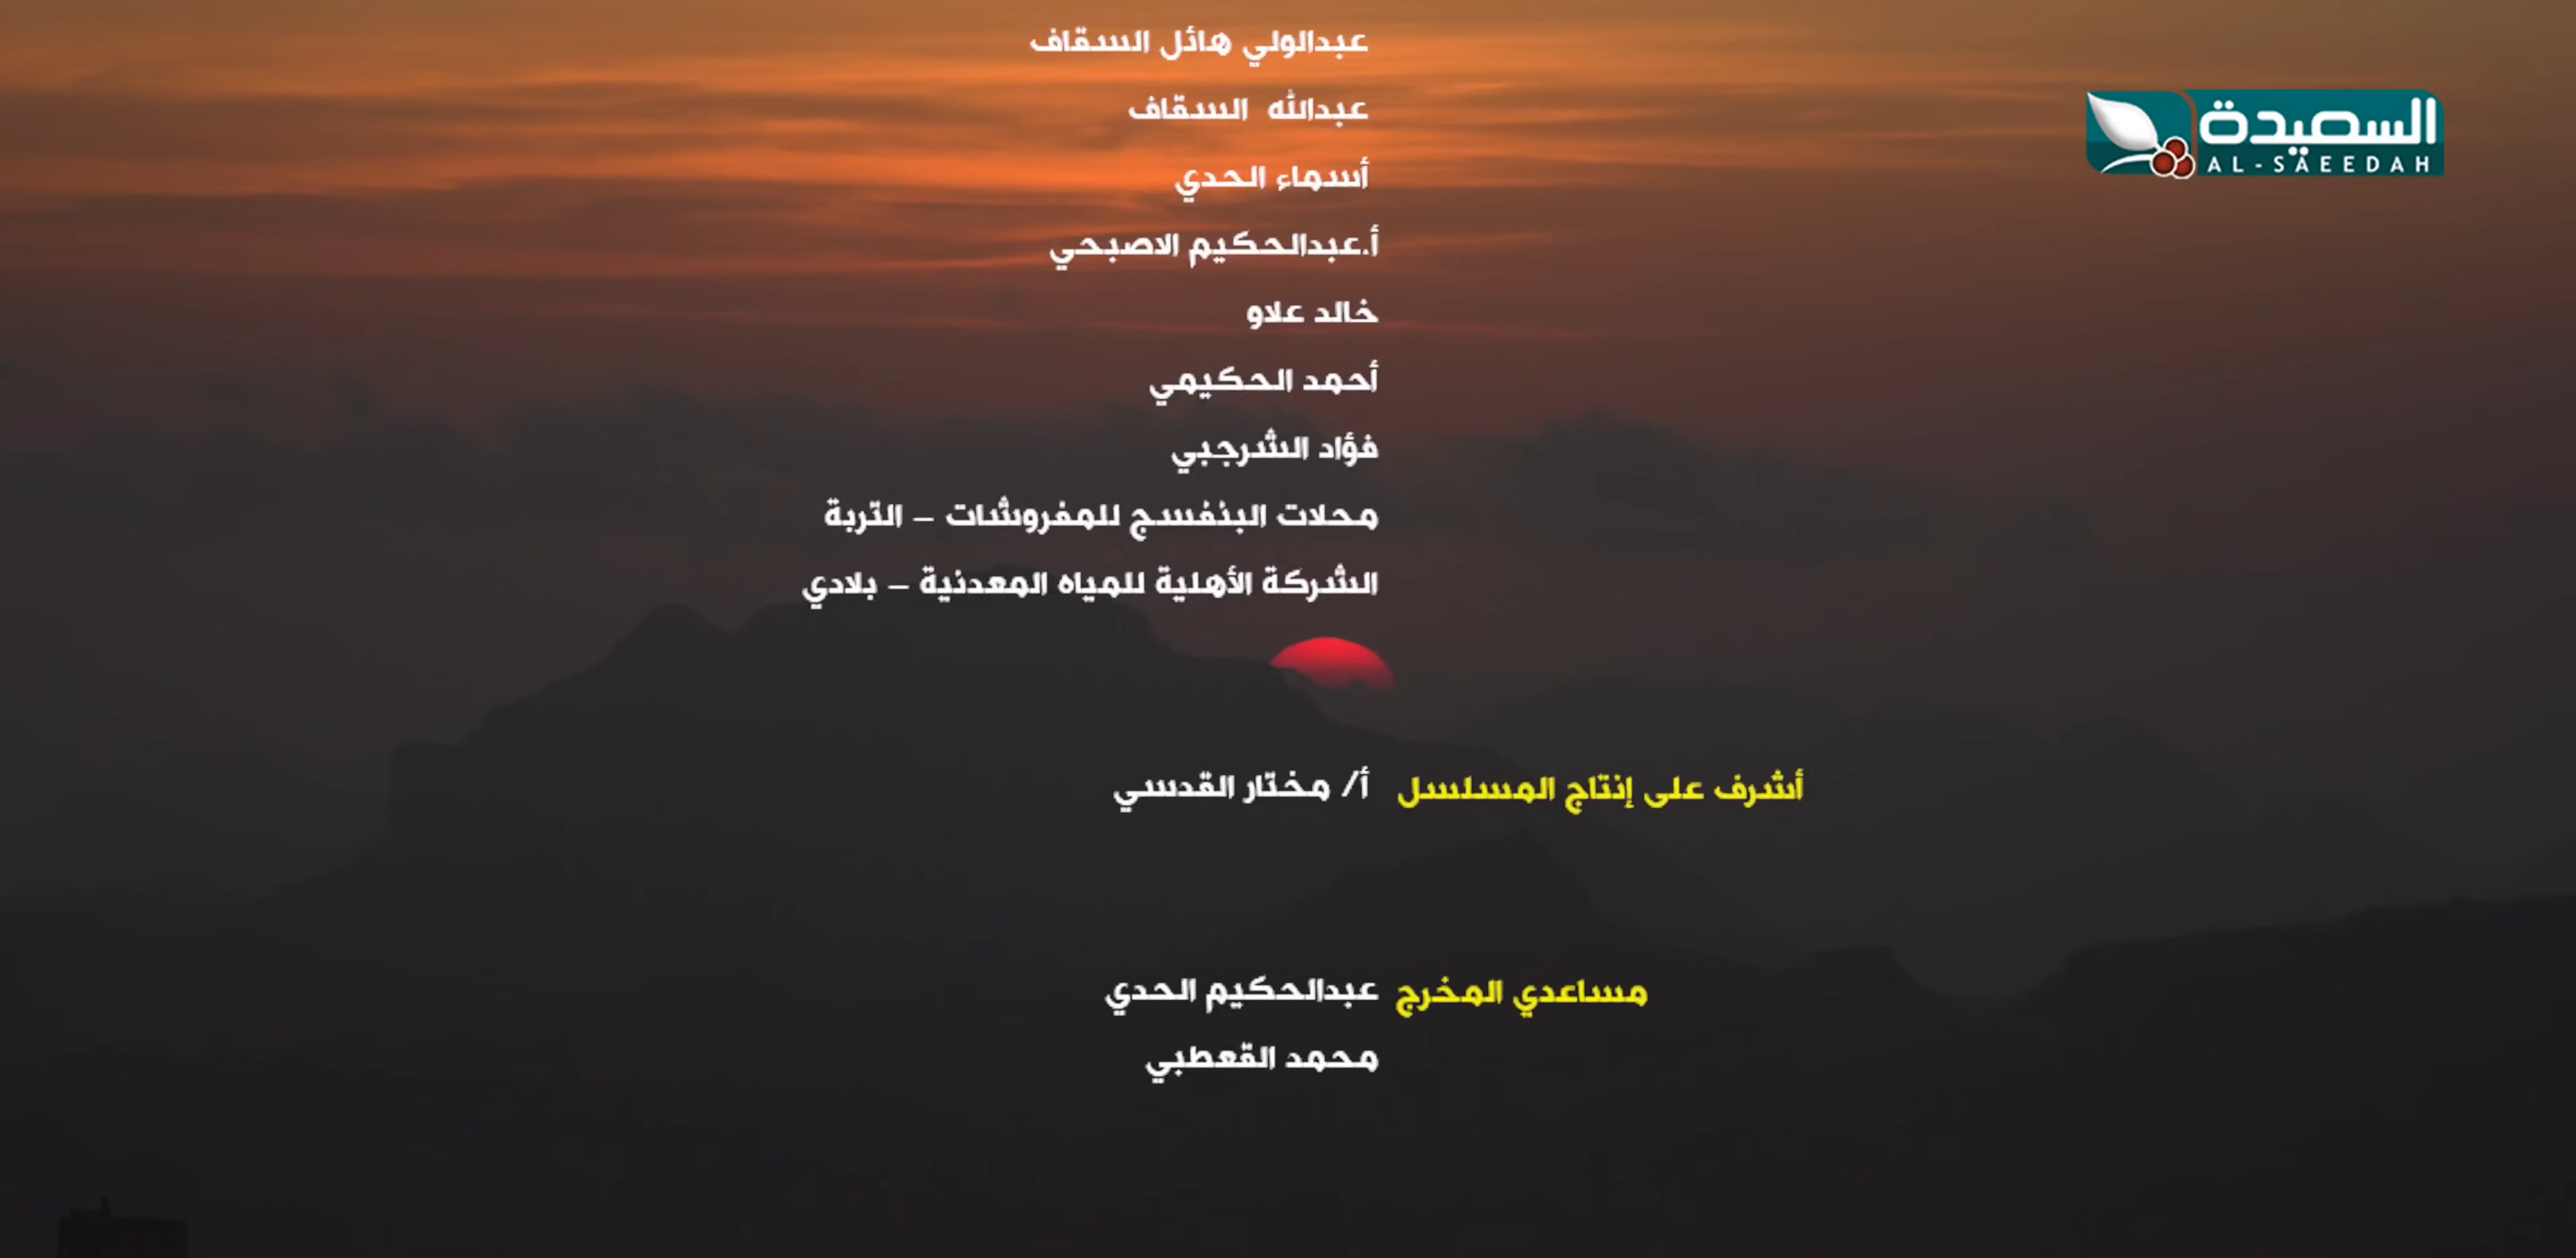 عبدالولي هائل السقاف
السعيدة
AL-SAEEDAH
عبدالله السقاف
أسماء الحدي
أ.عبدالحكيم الاصبحي
خالد علاو
أحمد الحكيمي
فؤاد الشرجبي
محلات البنفسج للمفروشات – التربة
الشركة الأهلية للمياه المعدنية – بلادي
أشرف على إنتاج المسلسل أ/ مختار القدسي
مساعدي المخرج عبدالحكيم الحدي
محمد القعطبي